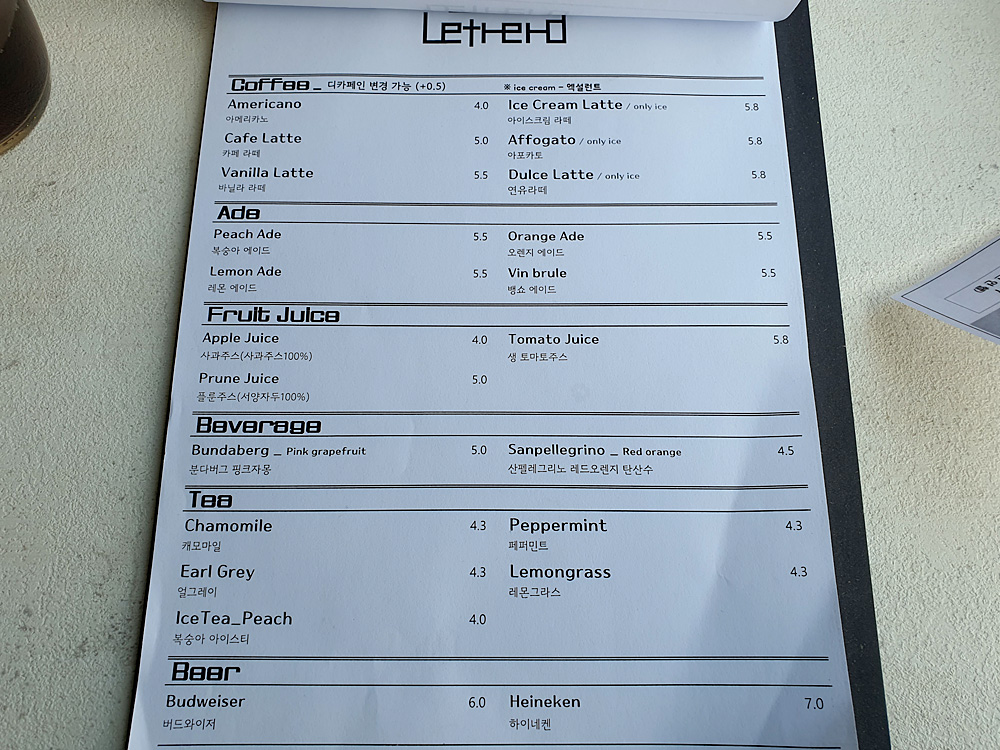 Coffee _ 디카페인 변경 가능 (+0.5) ※ ice cream - 엑설런트
Americano 4.0
아메리카노
Ice Cream Latte / only ice 5.8
아이스크림 라떼
Cafe Latte 5.0
카페 라떼
Affogato / only ice 5.8
아포카토
Vanilla Latte 5.5
바닐라 라떼
Dulce Latte / only ice 5.8
연유라떼
Ade
Peach Ade 5.5
복숭아 에이드
Orange Ade 5.5
오렌지 에이드
Lemon Ade 5.5
레몬 에이드
Vin brule 5.5
뱅쇼 에이드
Fruit Juice
Apple Juice 4.0
사과주스(사과주스100%)
Tomato Juice 5.8
생 토마토주스
Prune Juice 5.0
플룬주스(서양자두100%)
Beverage
Bundaberg _ Pink grapefruit 5.0
분다버그 핑크자몽
Sanpellegrino _ Red orange 4.5
산펠레그리노 레드오렌지 탄산수
Tea
Chamomile 4.3
캐모마일
Peppermint 4.3
페퍼민트
Earl Grey 4.3
얼그레이
Lemongrass 4.3
레몬그라스
IceTea_Peach 4.0
복숭아 아이스티
Beer
Budweiser 6.0
버드와이저
Heineken 7.0
하이네켄